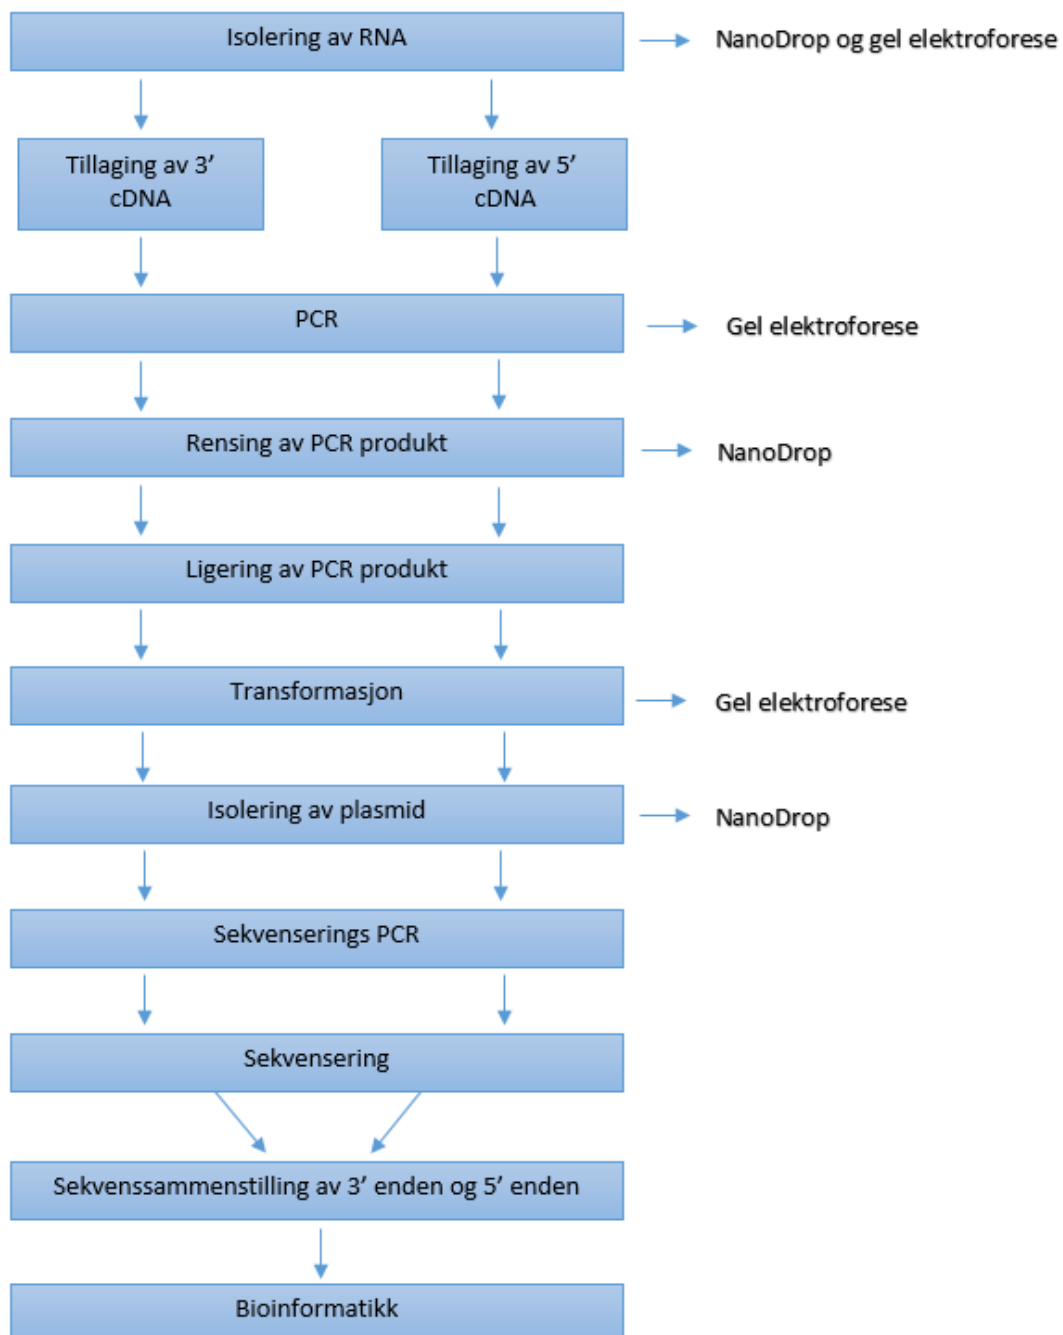 Isolering av RNA
NanoDrop og gel elektroforese
Tillaging av 3’
cDNA
Tillaging av 5’
cDNA
PCR
Gel elektroforese
Rensing av PCR produkt
NanoDrop
Ligering av PCR produkt
Transformasjon
Gel elektroforese
Isolering av plasmid
NanoDrop
Sekvenserings PCR
Sekvensering
Sekvenssammenstilling av 3’ enden og 5’ enden
Bioinformatikk